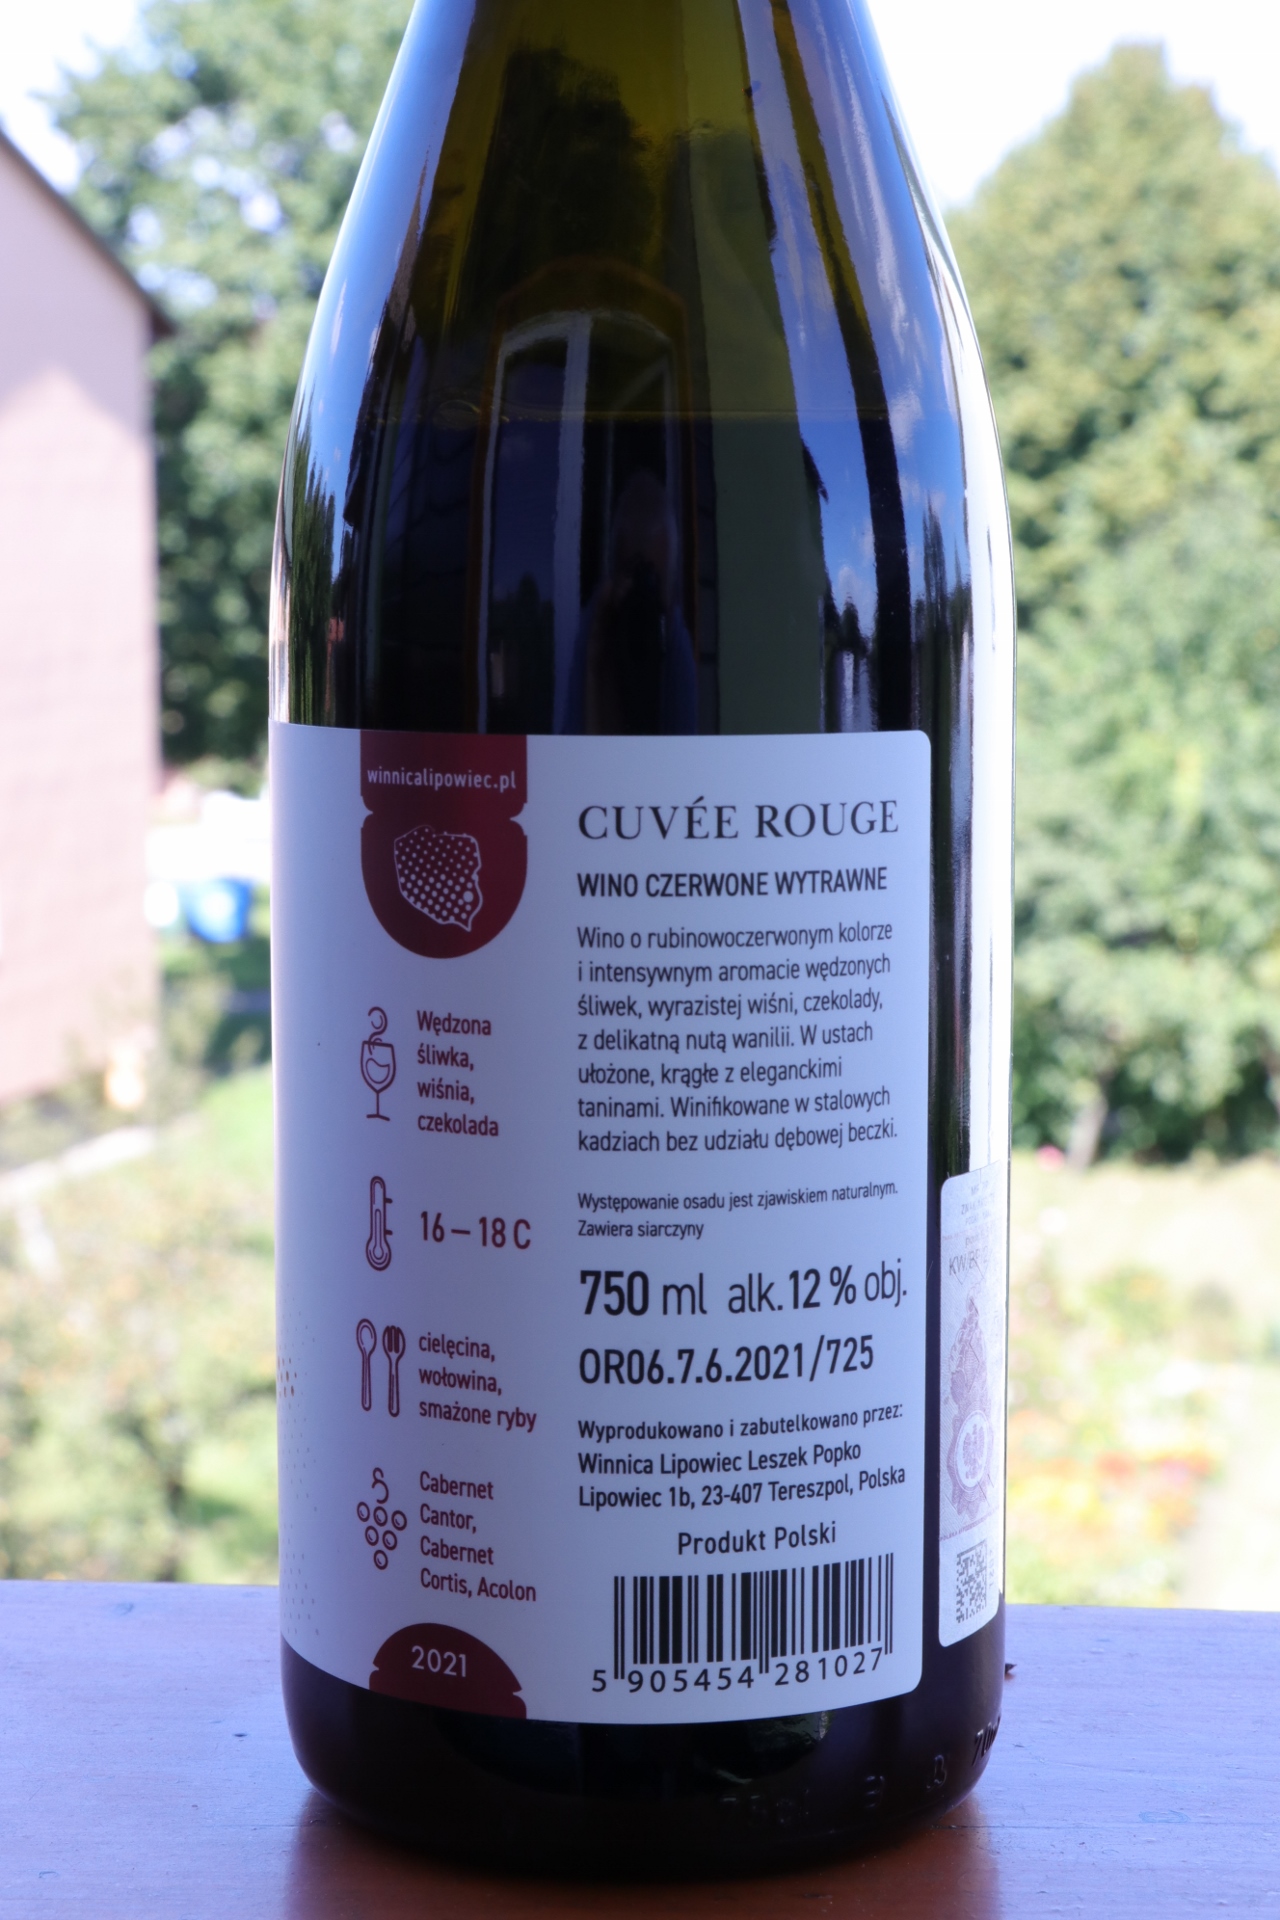 winnicalipowiec.pl
Wędzona
śliwka,
wiśnia,
czekolada
16 – 18 C
cielęcina,
wołowina,
smażone ryby
Cabernet
Cantor,
Cabernet
Cortis, Acolon
2021
CUVÉE ROUGE
WINO CZERWONE WYTRAWNE
Wino o rubinowoczerwonym kolorze
i intensywnym aromacie wędzonych
śliwek, wyrazistej wiśni, czekolady,
z delikatną nutą wanilii. W ustach
ułożone, krągłe z eleganckimi
taninami. Winifikowane w stalowych
kadziach bez udziału dębowej beczki.
Występowanie osadu jest zjawiskiem naturalnym.
Zawiera siarczyny
750 ml alk. 12 % obj.
OR06.7.6.2021/725
Wyprodukowano i zabutelkowano przez:
Winnica Lipowiec Leszek Popko
Lipowiec 1b, 23-407 Tereszpol, Polska
Produkt Polski
5 905454 281027